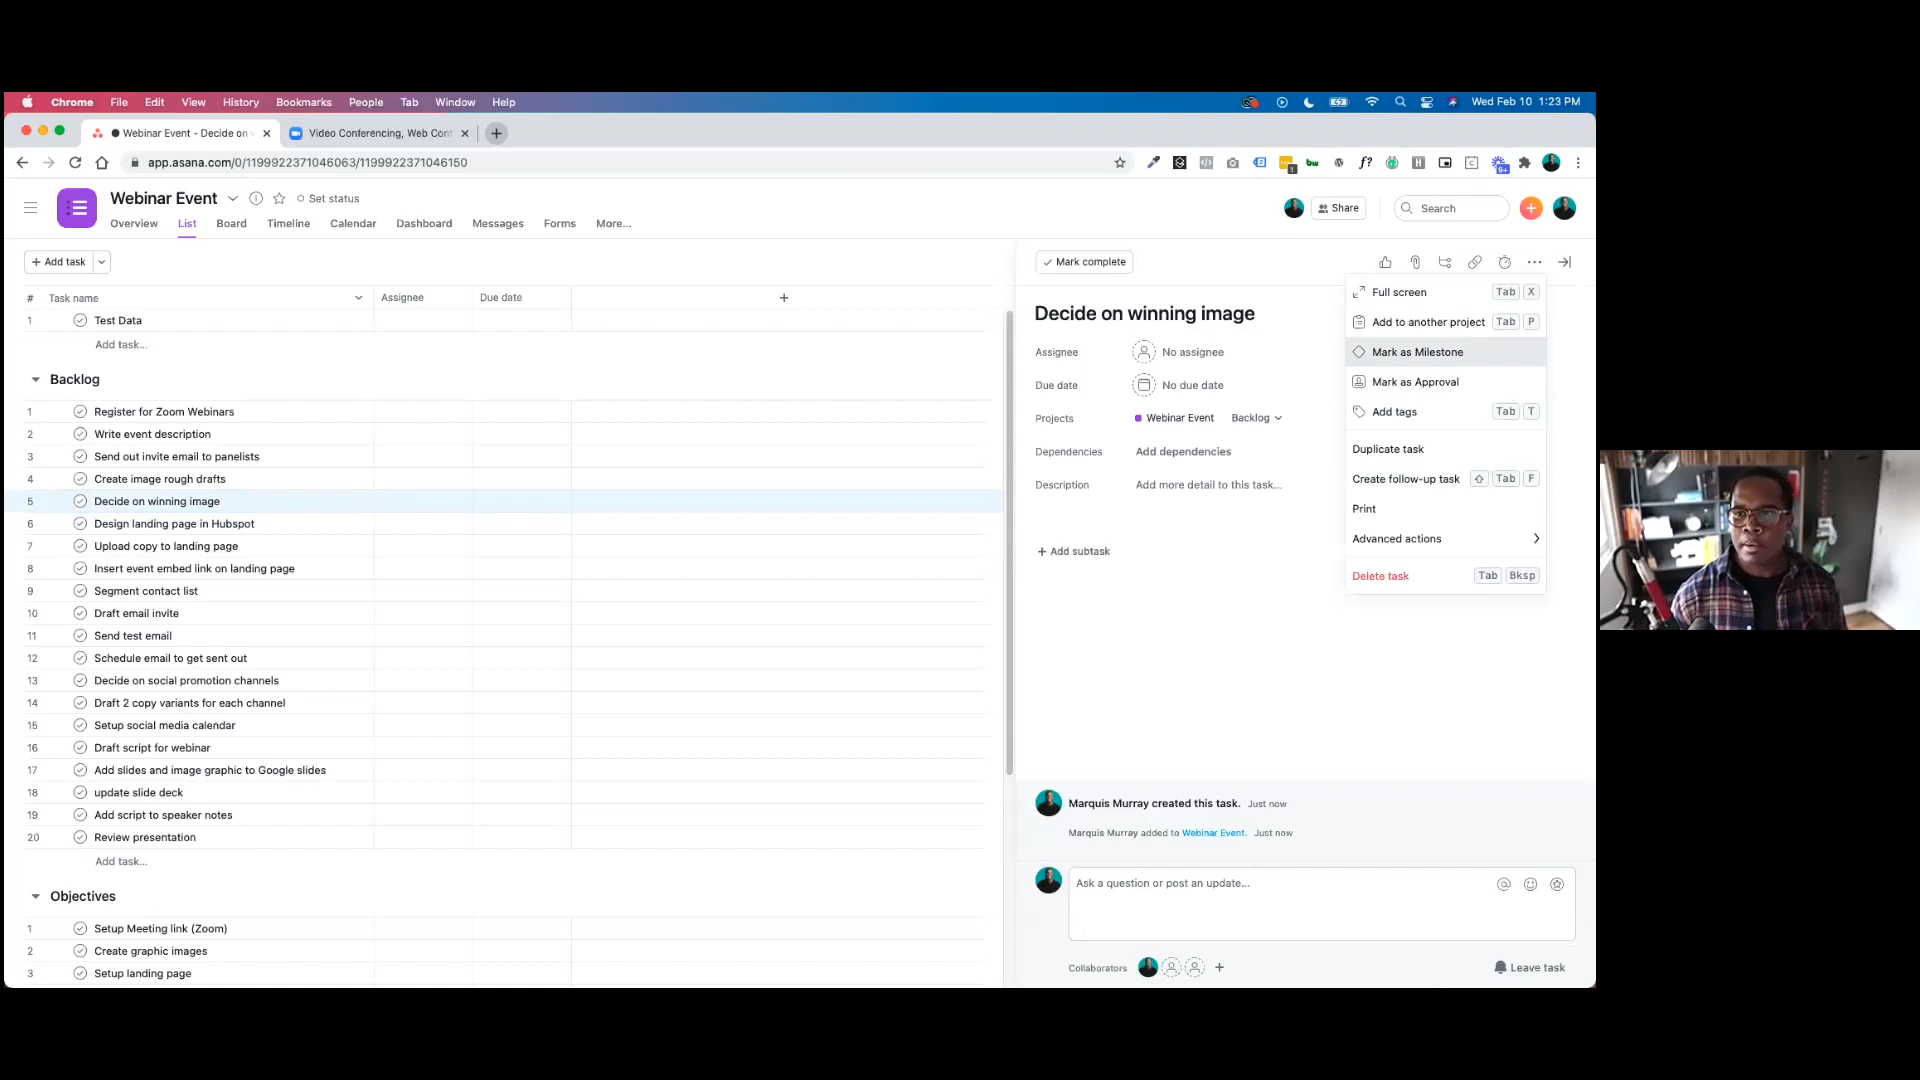 Chrome File Edit View History Bookmarks People Tab Window Help
Wed Feb 10 1:23 PM
Webinar Event - Decide on
Video Conferencing, Web Con
app.asana.com/0/1199922371046063/1199922371046150
Webinar Event
Set status
Overview List Board Timeline Calendar Dashboard Messages Forms More...
Share
Search
+ Add task
# Task name Assignee Due date
1 Test Data
Add task...
Backlog
1 Register for Zoom Webinars
2 Write event description
3 Send out invite email to panelists
4 Create image rough drafts
5 Decide on winning image
6 Design landing page in Hubspot
7 Upload copy to landing page
8 Insert event embed link on landing page
9 Segment contact list
10 Draft email invite
11 Send test email
12 Schedule email to get sent out
13 Decide on social promotion channels
14 Draft 2 copy variants for each channel
15 Setup social media calendar
16 Draft script for webinar
17 Add slides and image graphic to Google slides
18 update slide deck
19 Add script to speaker notes
20 Review presentation
Add task...
Objectives
1 Setup Meeting link (Zoom)
2 Create graphic images
3 Setup landing page
Mark complete
Decide on winning image
Assignee No assignee
Due date No due date
Projects Webinar Event Backlog
Dependencies Add dependencies
Description Add more detail to this task...
+ Add subtask
Full screen Tab X
Add to another project Tab P
Mark as Milestone
Mark as Approval
Add tags Tab T
Duplicate task
Create follow-up task Tab F
Print
Advanced actions
Delete task Tab Bksp
Marquis Murray created this task. Just now
Marquis Murray added to Webinar Event. Just now
Ask a question or post an update...
Collaborators
Leave task